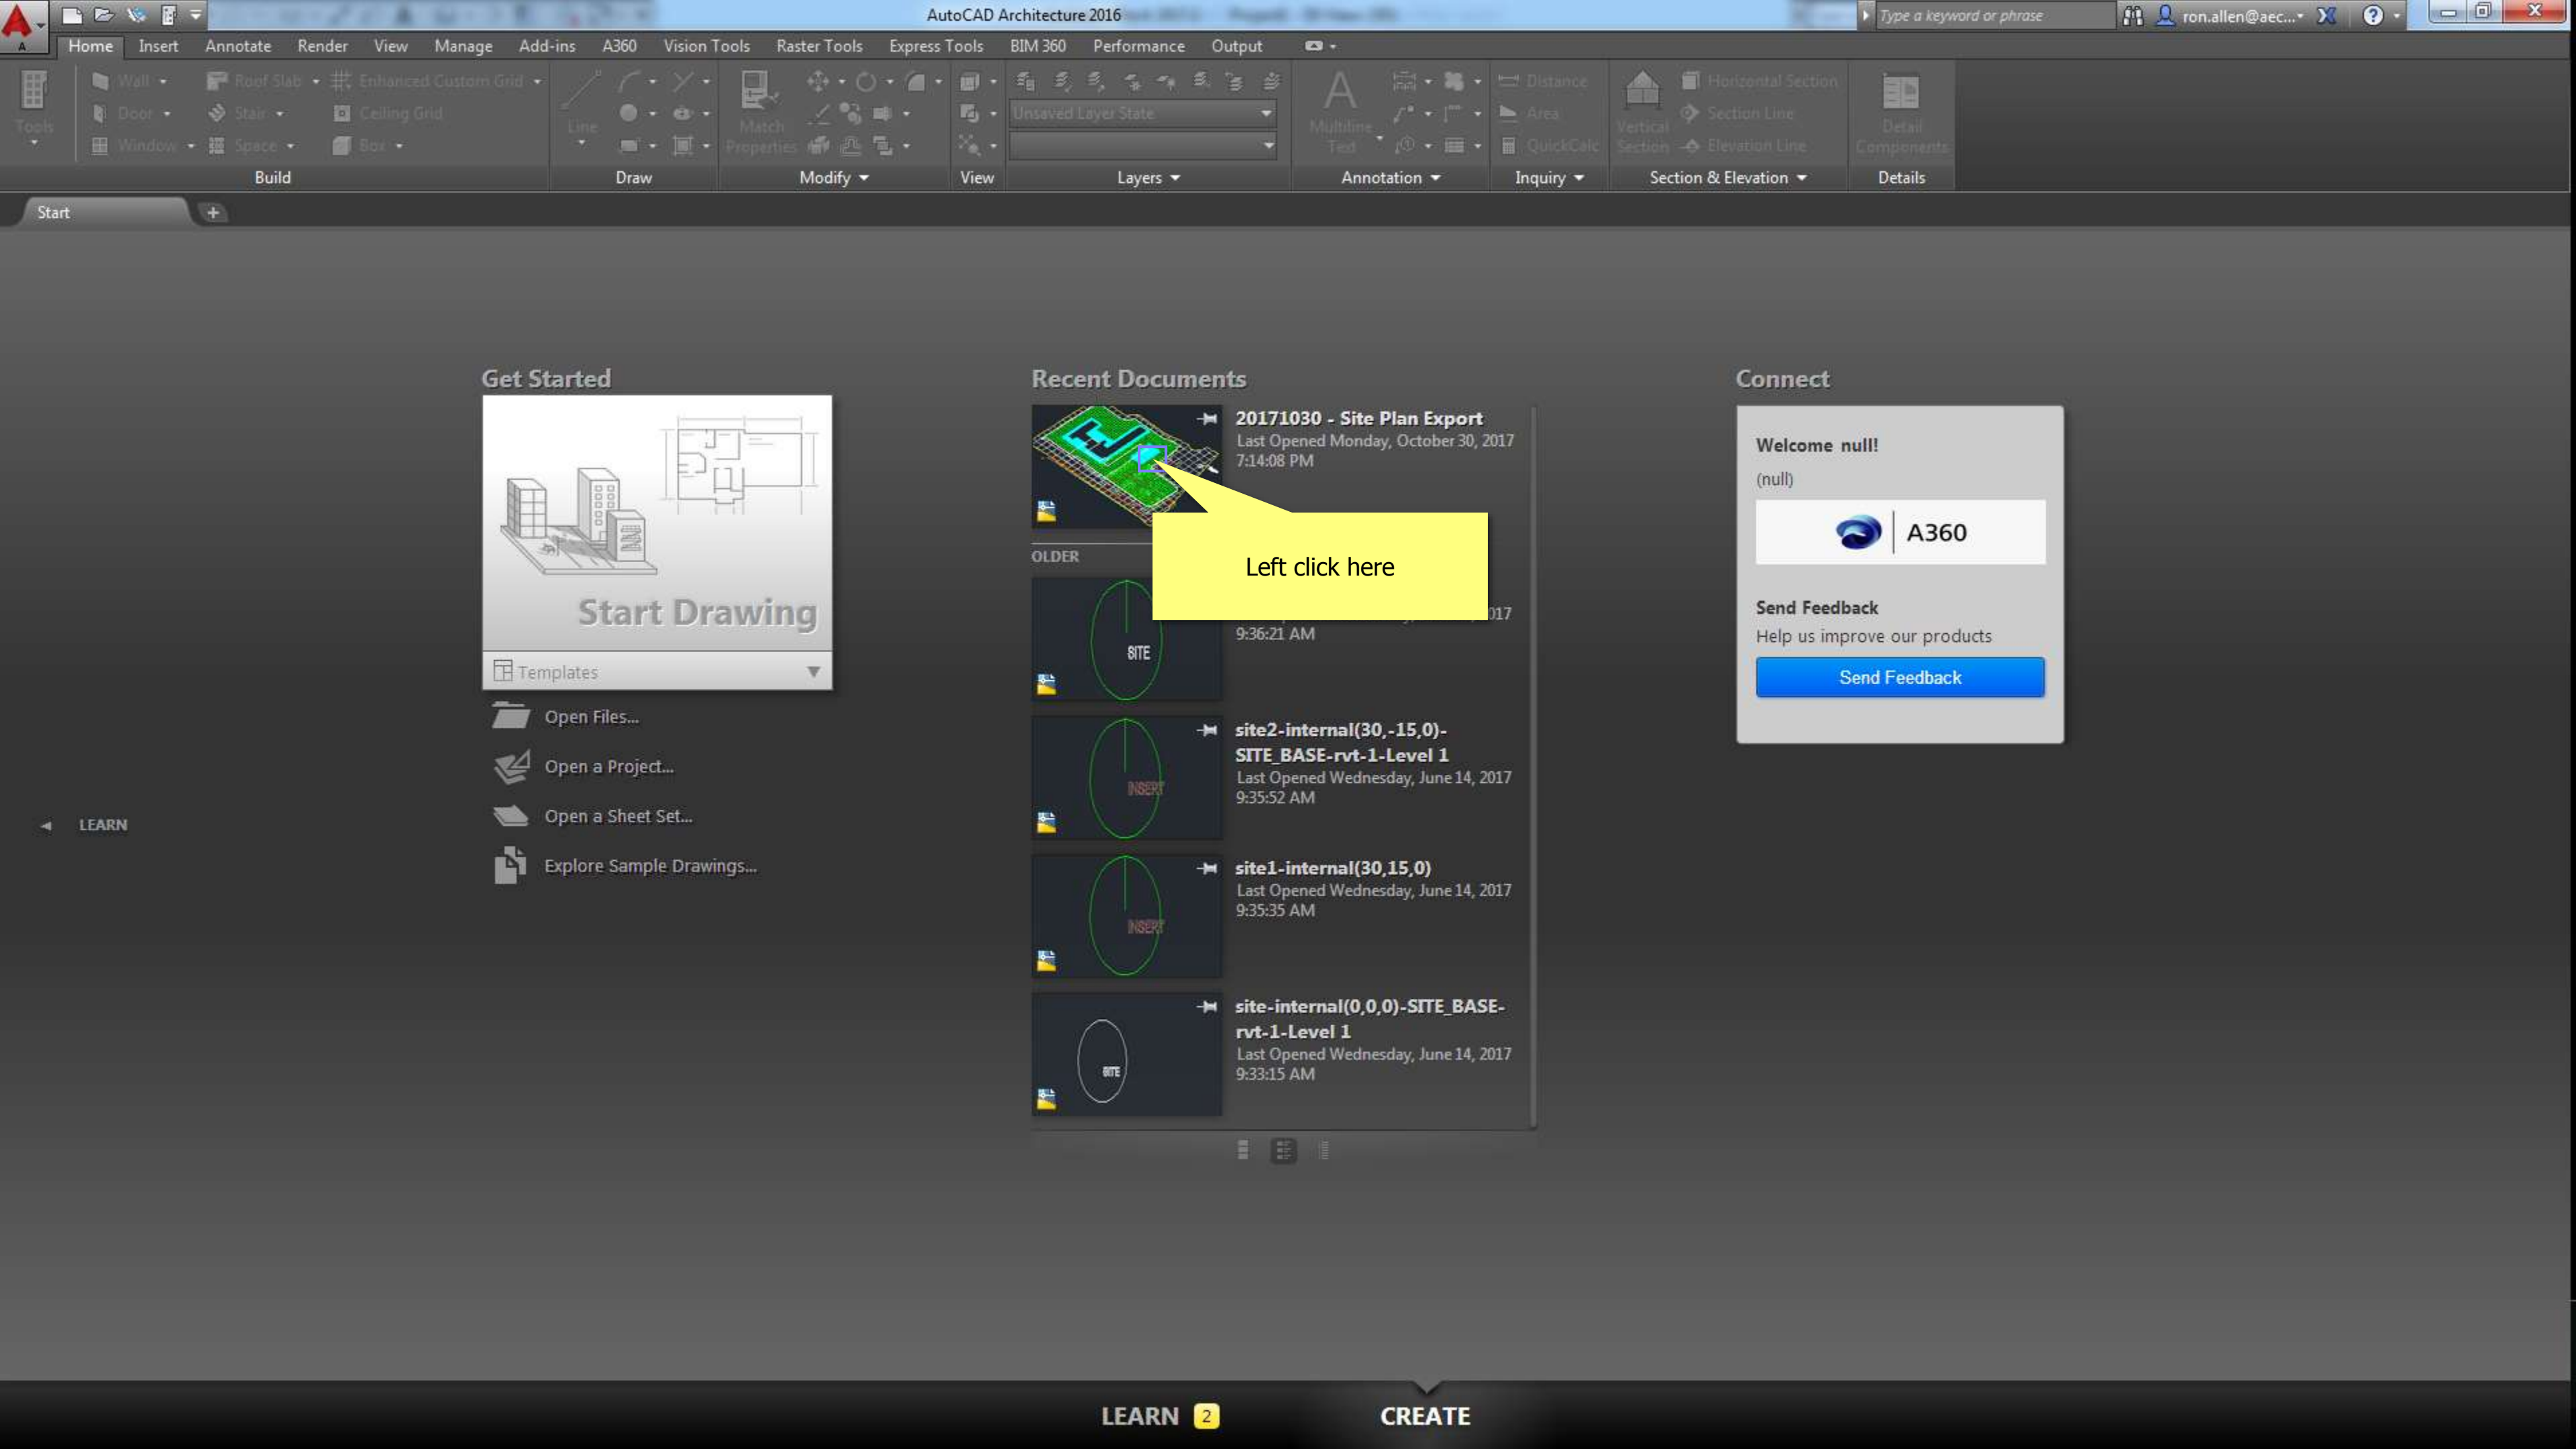 AutoCAD Architecture 2016
Type a keyword or phrase
ron.allen@aec...
A
Home Insert Annotate Render View Manage Add-ins A360 Vision Tools Raster Tools Express Tools BIM 360 Performance Output
Wall Roof Slab Enhanced Custom Grid
Door Stair Ceiling Grid
Window Space Box
Tools
Line
Match
Properties
Unsaved Layer State
A
Multiline
Text
Distance
Area
QuickCalc
Vertical
Section
Horizontal Section
Section Line
Elevation Line
Detail
Components
Build Draw Modify View Layers Annotation Inquiry Section & Elevation Details
Start
Get Started
Start Drawing
Templates
Open Files...
Open a Project...
Open a Sheet Set...
Explore Sample Drawings...
LEARN
Recent Documents
20171030 - Site Plan Export
Last Opened Monday, October 30, 2017
7:14:08 PM
Left click here
OLDER
SITE
017
9:36:21 AM
INSERT
site2-internal(30,-15,0)-
SITE_BASE-rvt-1-Level 1
Last Opened Wednesday, June 14, 2017
9:35:52 AM
INSERT
site1-internal(30,15,0)
Last Opened Wednesday, June 14, 2017
9:35:35 AM
SITE
site-internal(0,0,0)-SITE_BASE-
rvt-1-Level 1
Last Opened Wednesday, June 14, 2017
9:33:15 AM
Connect
Welcome null!
(null)
A360
Send Feedback
Help us improve our products
Send Feedback
LEARN 2
CREATE